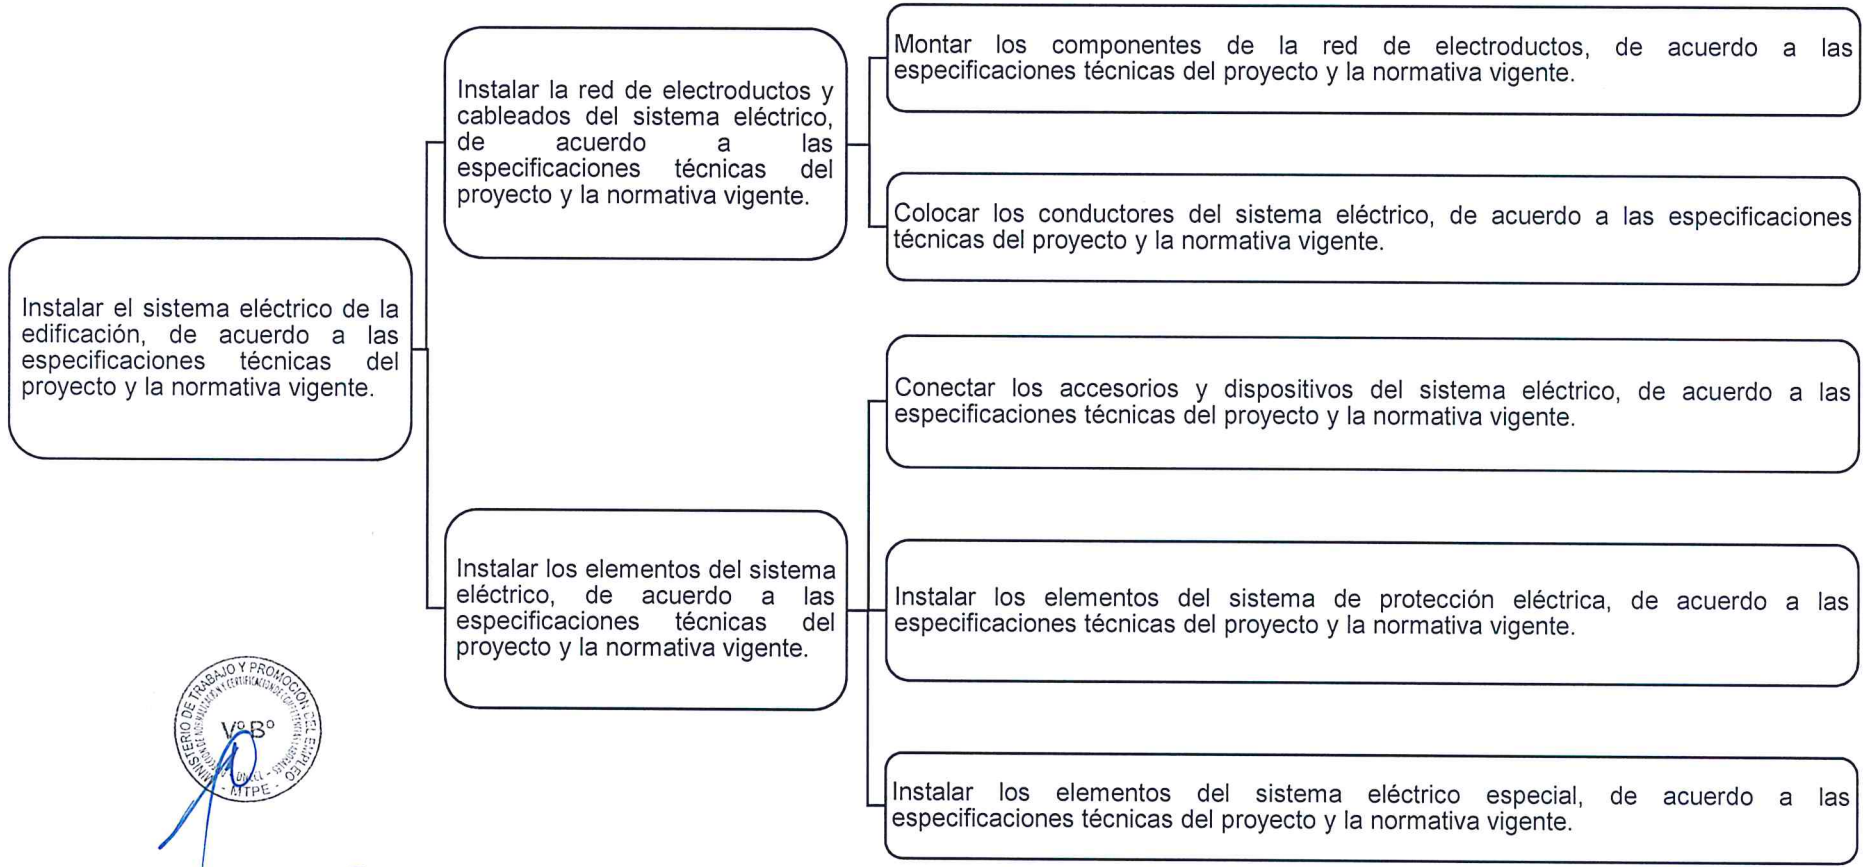 Instalar el sistema eléctrico de la
edificación, de acuerdo a las
especificaciones técnicas del
proyecto y la normativa vigente.
Instalar la red de electroductos y
cableados del sistema eléctrico,
de acuerdo a las
especificaciones técnicas del
proyecto y la normativa vigente.
Montar los componentes de la red de electroductos, de acuerdo a las
especificaciones técnicas del proyecto y la normativa vigente.
Colocar los conductores del sistema eléctrico, de acuerdo a las especificaciones
técnicas del proyecto y la normativa vigente.
Instalar los elementos del sistema
eléctrico, de acuerdo a las
especificaciones técnicas del
proyecto y la normativa vigente.
Conectar los accesorios y dispositivos del sistema eléctrico, de acuerdo a las
especificaciones técnicas del proyecto y la normativa vigente.
Instalar los elementos del sistema de protección eléctrica, de acuerdo a las
especificaciones técnicas del proyecto y la normativa vigente.
Instalar los elementos del sistema eléctrico especial, de acuerdo a las
especificaciones técnicas del proyecto y la normativa vigente.
MINISTERIO DE TRABAJO Y PROMOCIÓN DEL EMPLEO
VºBº
- MTPE -